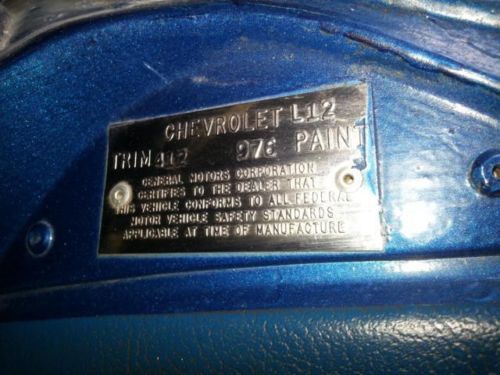 CHEVROLET L12
TRIM 412 976 PAINT
GENERAL MOTORS CORPORATION
CERTIFIES TO THE DEALER THAT
THIS VEHICLE CONFORMS TO ALL FEDERAL
MOTOR VEHICLE SAFETY STANDARDS
APPLICABLE AT TIME OF MANUFACTURE